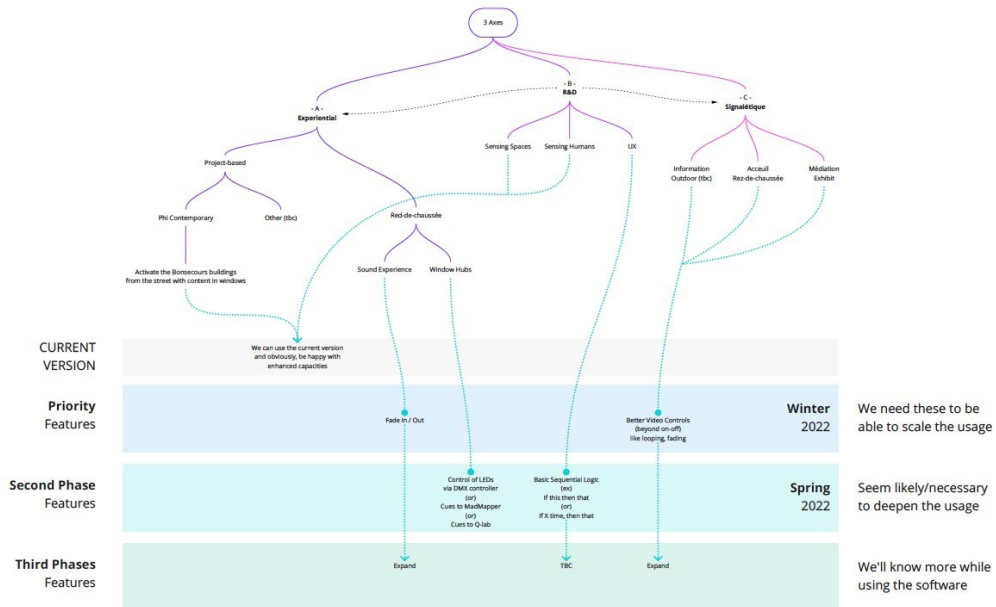 3 Axes
- A -
Experiential
- B -
R&D
- C -
Signalétique
Project-based
Sensing Spaces
Sensing Humans
UX
Information
Outdoor (tbc)
Acceuil
Rez-de-chaussée
Médiation
Exhibit
Phi Contemporary
Other (tbc)
Red-de-chaussée
Activate the Bonsecours buildings
from the street with content in windows
Sound Experience
Window Hubs
CURRENT
VERSION
We can use the current version
and obviously, be happy with
enhanced capacities
Priority
Features
Fade In / Out
Better Video Controls
(beyond on-off)
like looping, fading
Winter
2022
We need these to be
able to scale the usage
Second Phase
Features
Control of LEDs
via DMX controller
(or)
Cues to MadMapper
(or)
Cues to Q-lab
Basic Sequential Logic
(ex)
If this then that
(or)
If X time, then that
Spring
2022
Seem likely/necessary
to deepen the usage
Third Phases
Features
Expand
TBC
Expand
We'll know more while
using the software